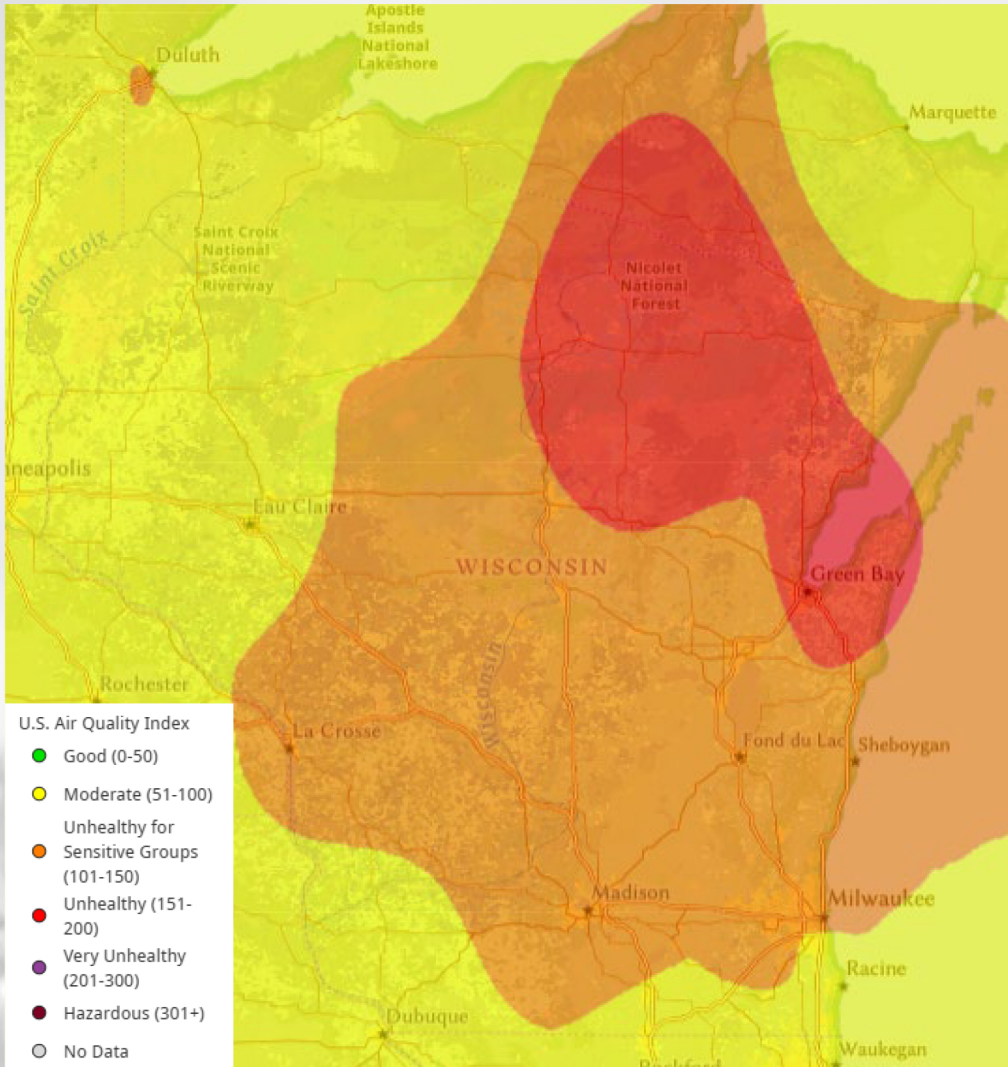 Apostle
Islands
National
Lakeshore
Duluth
Marquette
Saint Croix
National
Scenic
Riverway
Saint Croix
Nicolet
National
Forest
nneapolis
Eau Claire
WISCONSIN
Green Bay
Wisconsin
Rochester
La Crosse
Fond du Lac
Sheboygan
Madison
Milwaukee
Racine
Dubuque
Waukegan
Rockford
U.S. Air Quality Index
Good (0-50)
Moderate (51-100)
Unhealthy for
Sensitive Groups
(101-150)
Unhealthy (151-
200)
Very Unhealthy
(201-300)
Hazardous (301+)
No Data